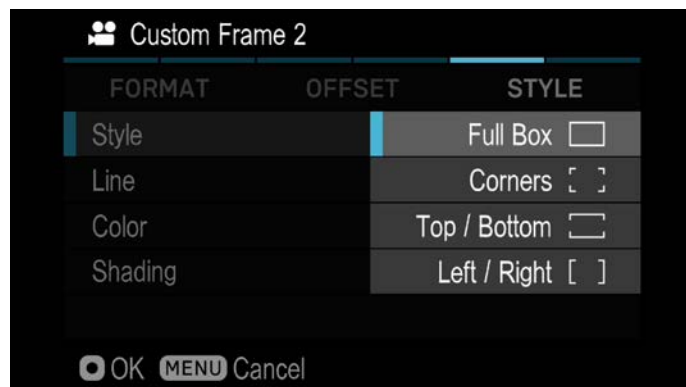 Custom Frame 2
FORMAT OFFSET STYLE
Style Full Box
Line Corners
Color Top / Bottom
Shading Left / Right
OK MENU Cancel